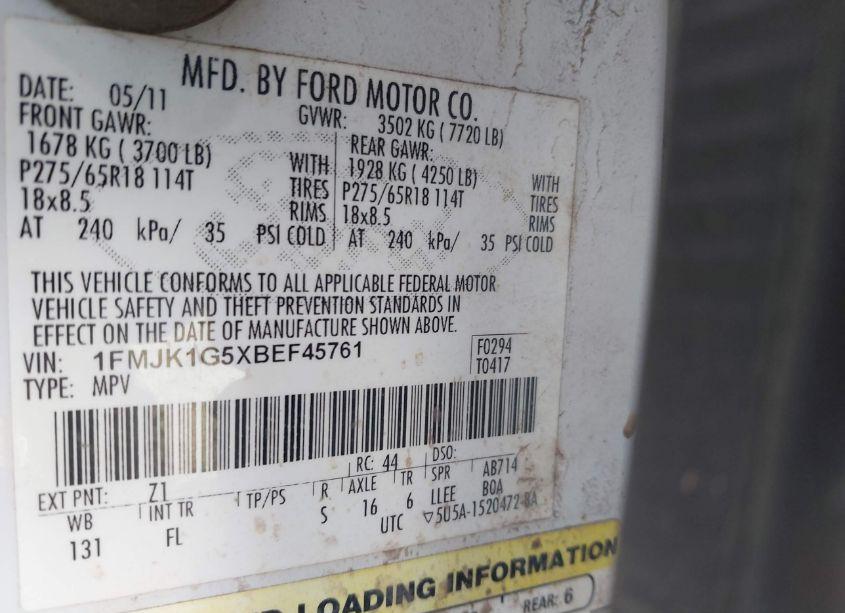 MFD. BY FORD MOTOR CO.
DATE: 05/11
GVWR: 3502 KG ( 7720 LB)
FRONT GAWR:
1678 KG ( 3700 LB)
P275/65R18 114T
18x8.5
AT 240 kPa/ 35 PSI COLD
WITH
TIRES
RIMS
REAR GAWR:
1928 KG ( 4250 LB)
P275/65R18 114T
18x8.5
AT 240 kPa/ 35 PSI COLD
WITH
TIRES
RIMS
THIS VEHICLE CONFORMS TO ALL APPLICABLE FEDERAL MOTOR
VEHICLE SAFETY AND THEFT PREVENTION STANDARDS IN
EFFECT ON THE DATE OF MANUFACTURE SHOWN ABOVE.
VIN: 1FMJK1G5XBEF45761
TYPE: MPV
F0294
T0417
EXT PNT: Z1 RC: 44 DSO:
WB INT TR TP/PS R AXLE TR SPR AB714
131 FL S 16 6 LLEE BOA
UTC ▽5U5A-1520472-BA
LOADING INFORMATION
REAR: 6